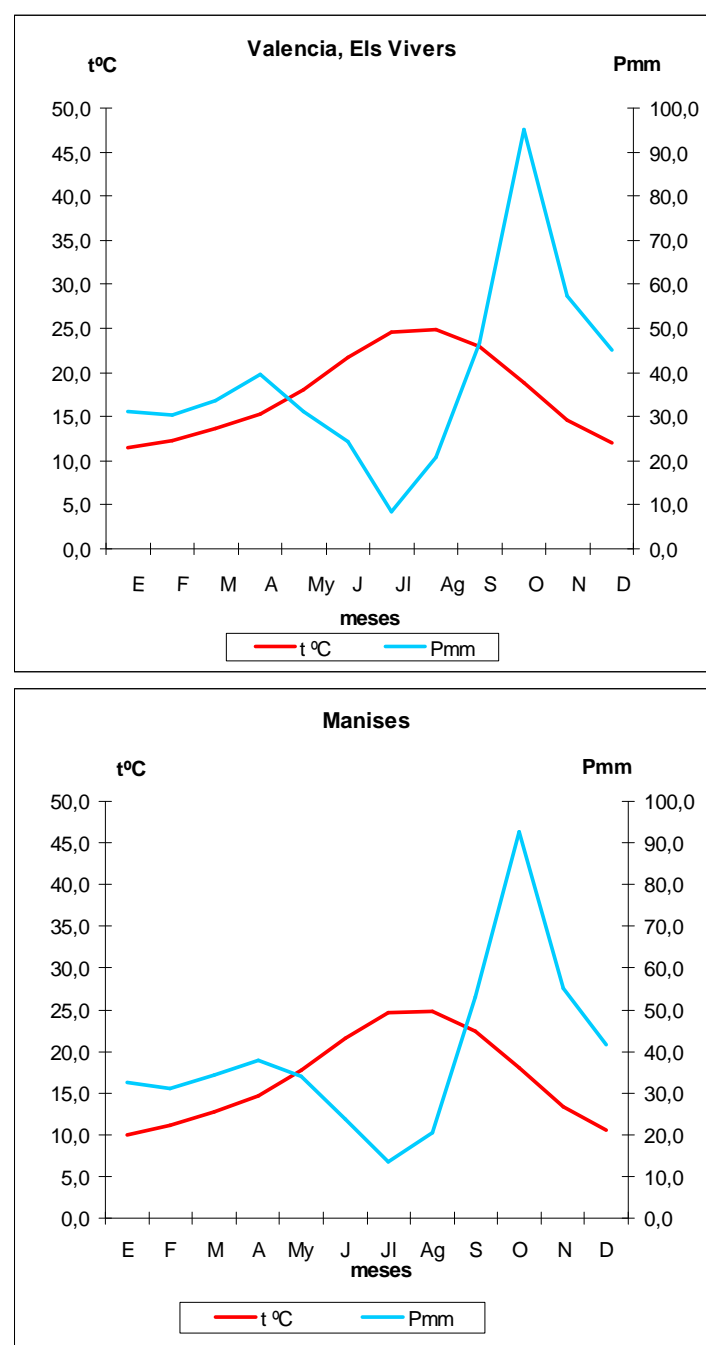 Valencia, Els Vivers
tºC Pmm
50,0 100,0
45,0 90,0
40,0 80,0
35,0 70,0
30,0 60,0
25,0 50,0
20,0 40,0
15,0 30,0
10,0 20,0
5,0 10,0
0,0 0,0
E F M A My J Jl Ag S O N D
meses
t ºC Pmm
Manises
tºC Pmm
50,0 100,0
45,0 90,0
40,0 80,0
35,0 70,0
30,0 60,0
25,0 50,0
20,0 40,0
15,0 30,0
10,0 20,0
5,0 10,0
0,0 0,0
E F M A My J Jl Ag S O N D
meses
t ºC Pmm